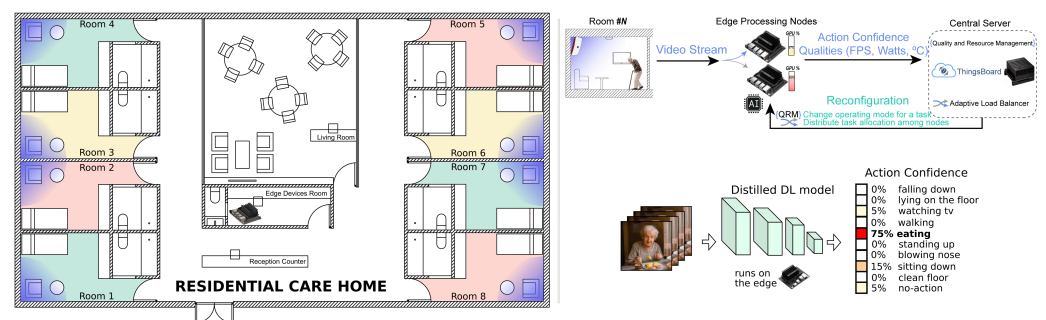 Room 4
Room 5
Room 3
Room 6
Living Room
Room 2
Room 7
Edge Devices Room
Reception Counter
RESIDENTIAL CARE HOME
Room 1
Room 8
Room #N
Video Stream
Edge Processing Nodes
GPU %
GPU %
AI
Action Confidence
Qualities (FPS, Watts, ºC)
Central Server
Quality and Resource Management
ThingsBoard
Adaptive Load Balancer
Reconfiguration
(QRM) Change operating mode for a task
Distribute task allocation among nodes
Distilled DL model
runs on
the edge
Action Confidence
0% falling down
0% lying on the floor
5% watching tv
0% walking
75% eating
0% standing up
0% blowing nose
15% sitting down
0% clean floor
5% no-action